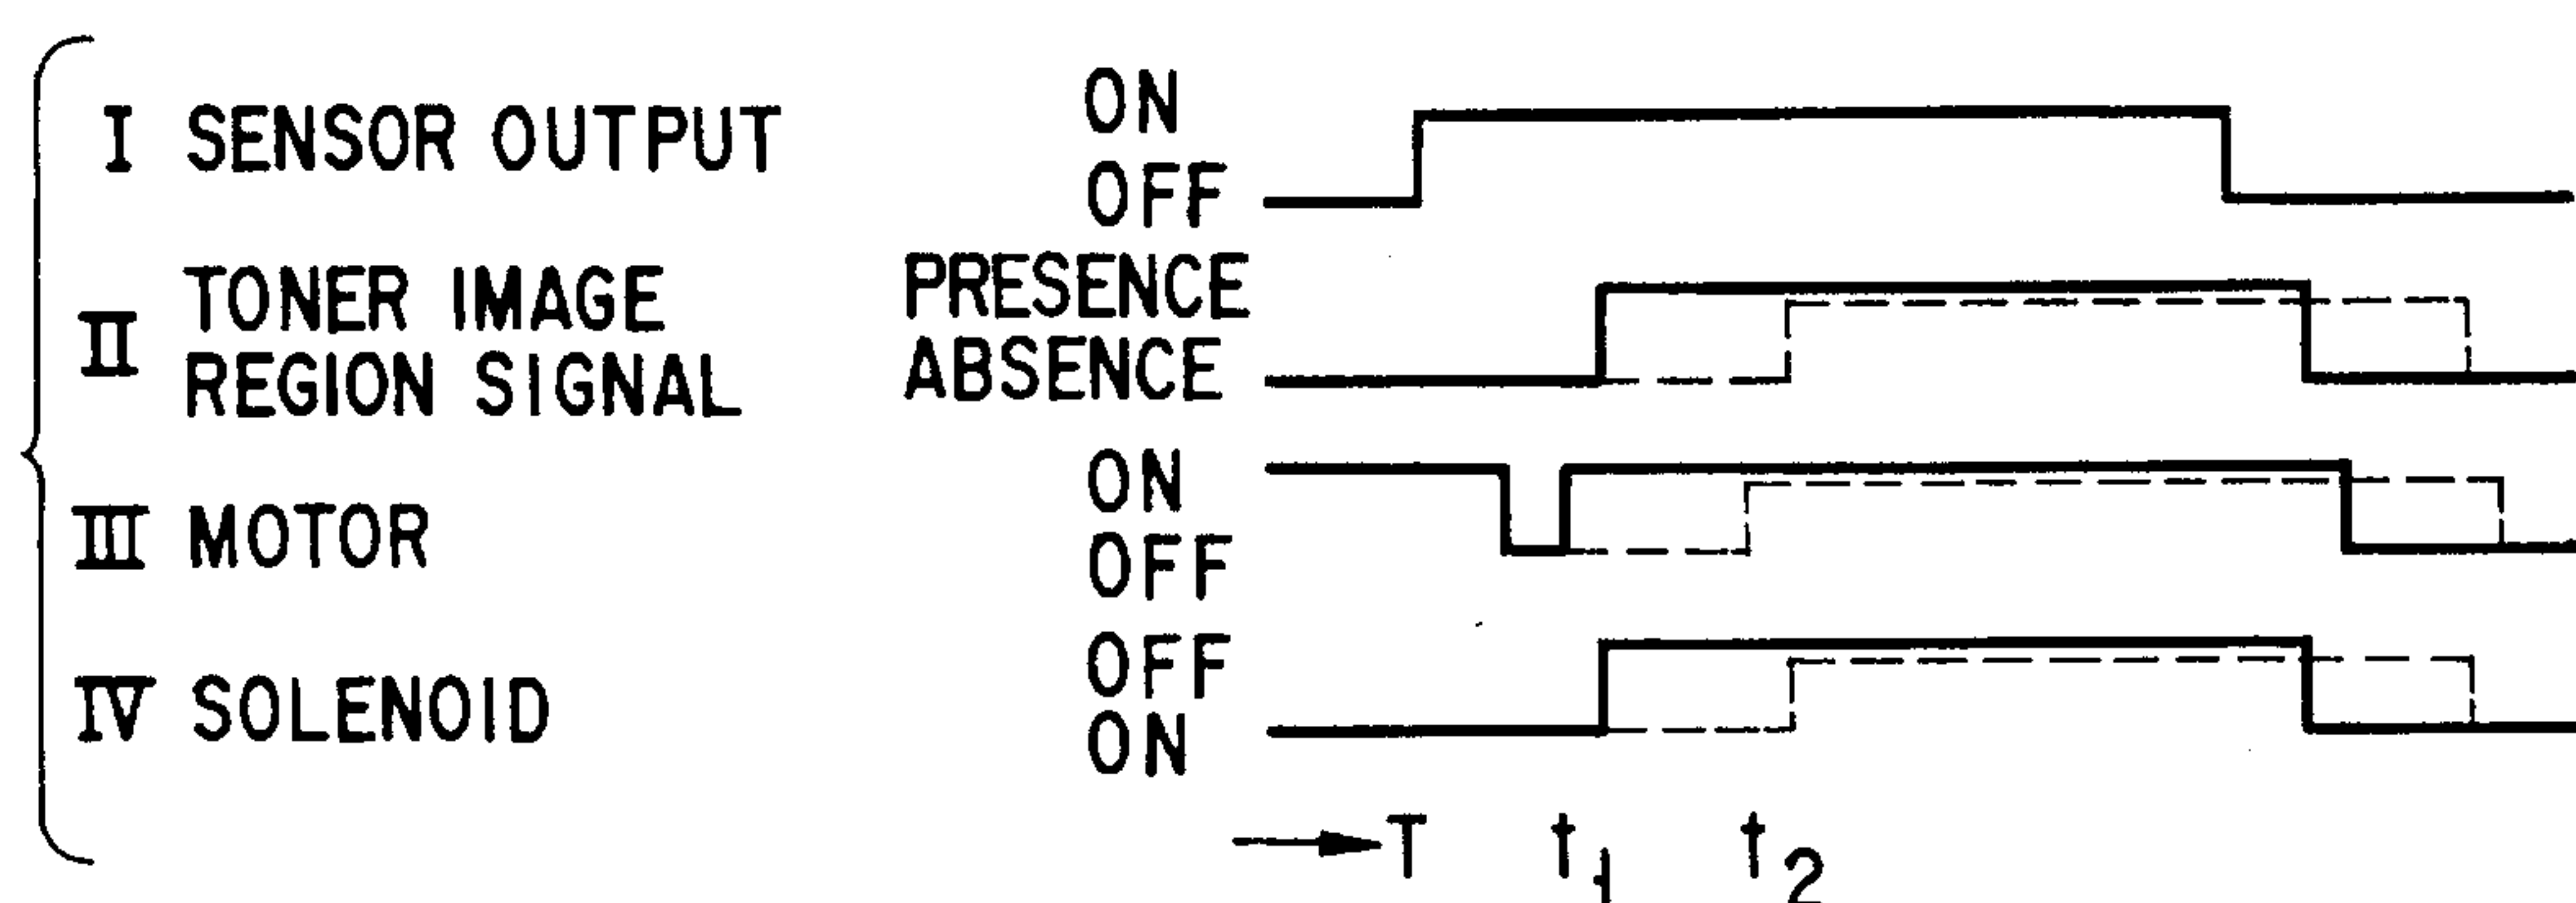 I SENSOR OUTPUT
ON
OFF
II TONER IMAGE
REGION SIGNAL
PRESENCE
ABSENCE
III MOTOR
ON
OFF
IV SOLENOID
OFF
ON
T t1 t2